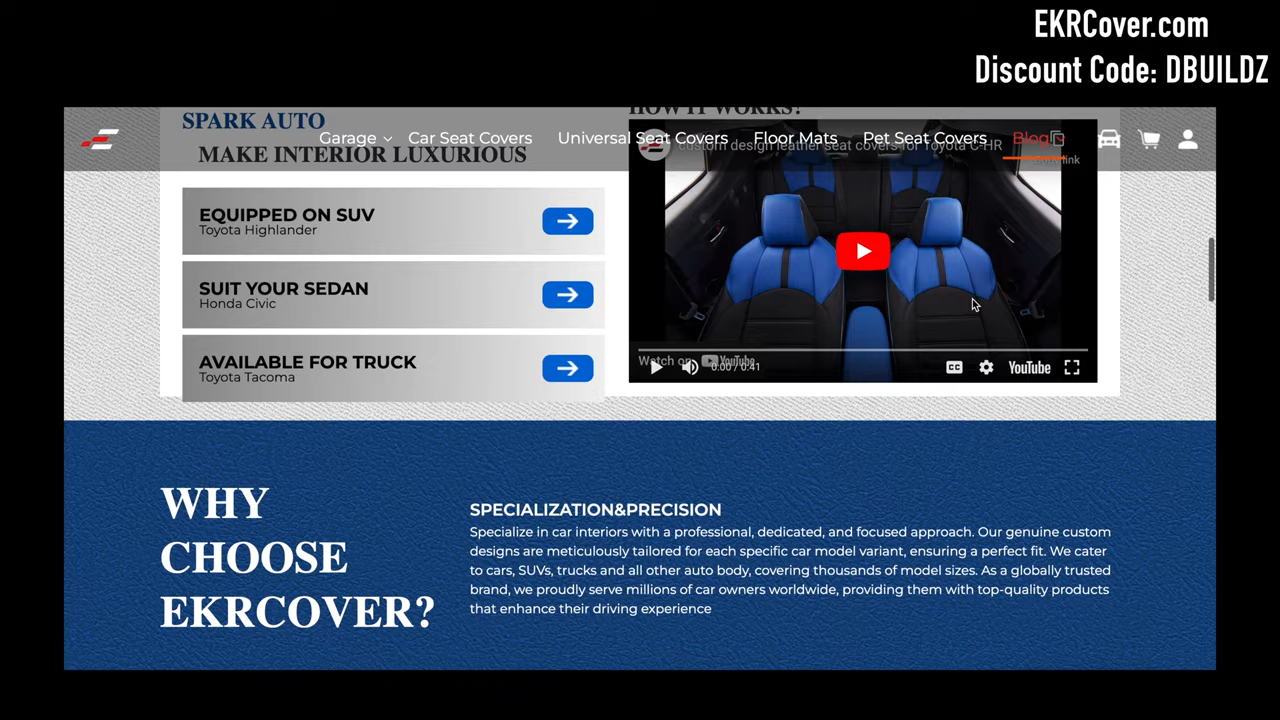 EKRCover.com
Discount Code: DBUILDZ
Garage Car Seat Covers Universal Seat Covers Floor Mats Pet Seat Covers Blog
SPARK AUTO
MAKE INTERIOR LUXURIOUS
EQUIPPED ON SUV
Toyota Highlander
SUIT YOUR SEDAN
Honda Civic
AVAILABLE FOR TRUCK
Toyota Tacoma
HOW IT WORKS?
custom design leather seat covers for Toyota C-HR
link
Watch on YouTube
0:00 / 0:41
CC
YouTube
WHY
CHOOSE
EKRCOVER?
SPECIALIZATION&PRECISION
Specialize in car interiors with a professional, dedicated, and focused approach. Our genuine custom
designs are meticulously tailored for each specific car model variant, ensuring a perfect fit. We cater
to cars, SUVs, trucks and all other auto body, covering thousands of model sizes. As a globally trusted
brand, we proudly serve millions of car owners worldwide, providing them with top-quality products
that enhance their driving experience